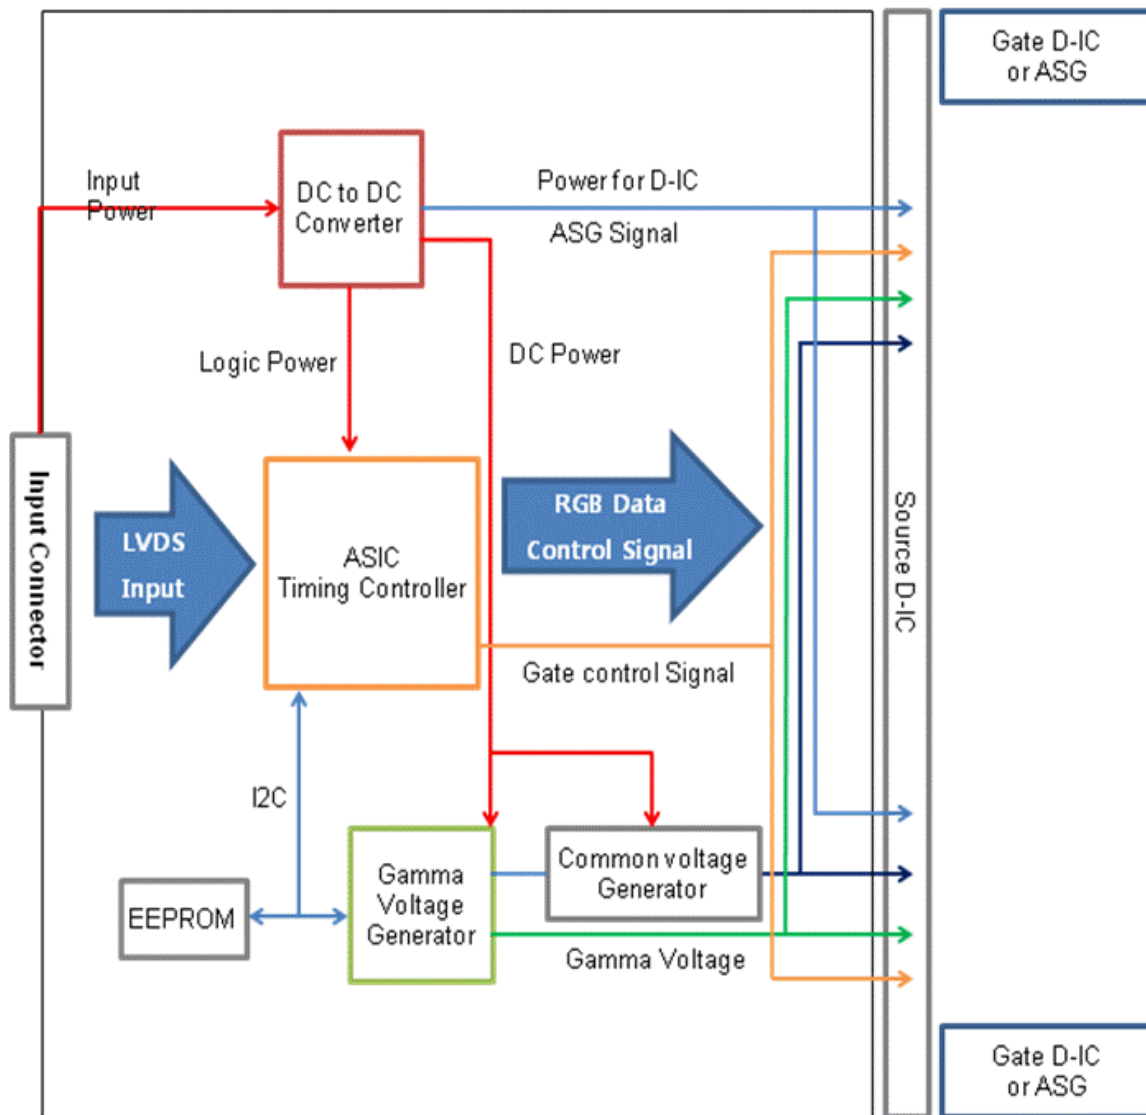 Gate D-IC
or ASG
Input
Power
DC to DC
Converter
Power for D-IC
ASG Signal
Logic Power
DC Power
Input Connector
LVDS
Input
ASIC
Timing Controller
RGB Data
Control Signal
Source D-IC
Gate control Signal
I2C
EEPROM
Gamma
Voltage
Generator
Common voltage
Generator
Gamma Voltage
Gate D-IC
or ASG